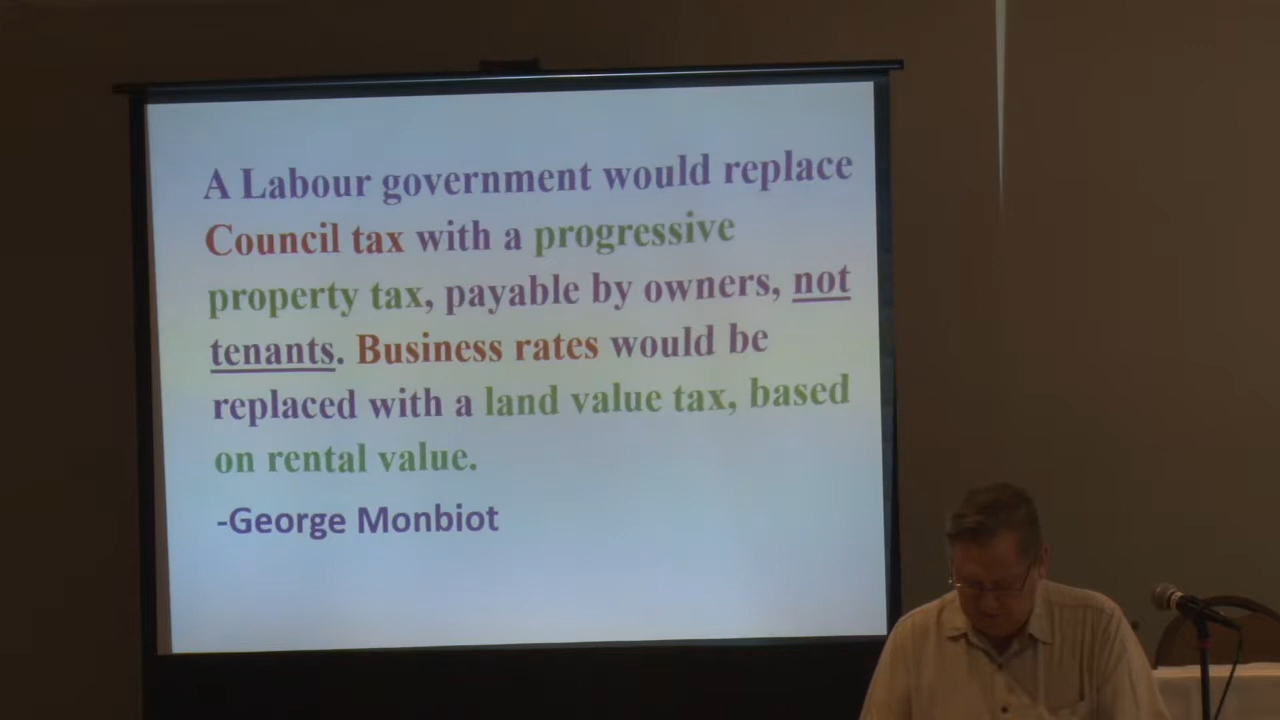 A Labour government would replace
Council tax with a progressive
property tax, payable by owners, not
tenants. Business rates would be
replaced with a land value tax, based
on rental value.
-George Monbiot